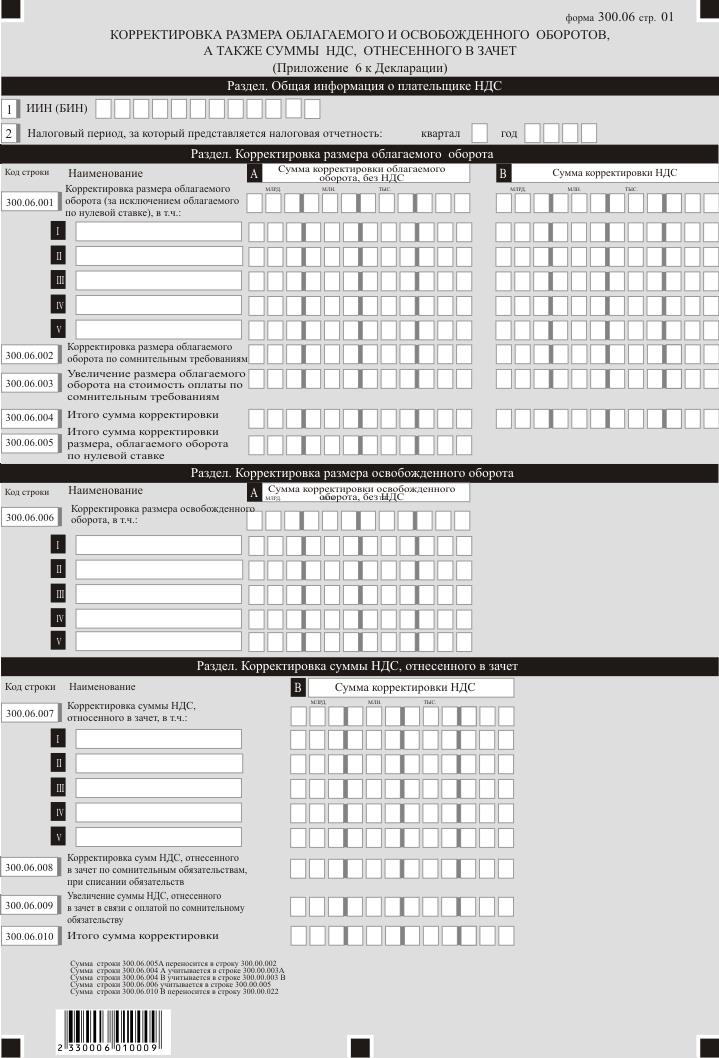 форма 300.06 стр. 01
КОРРЕКТИРОВКА РАЗМЕРА ОБЛАГАЕМОГО И ОСВОБОЖДЕННОГО ОБОРОТОВ,
А ТАКЖЕ СУММЫ НДС, ОТНЕСЕННОГО В ЗАЧЕТ
(Приложение 6 к Декларации)
Раздел. Общая информация о плательщике НДС
1 ИИН (БИН)
2 Налоговый период, за который представляется налоговая отчетность: квартал год
Раздел. Корректировка размера облагаемого оборота
Код строки Наименование
A Сумма корректировки облагаемого
оборота, без НДС
B Сумма корректировки НДС
МЛРД. МЛН. ТЫС. МЛРД. МЛН. ТЫС.
300.06.001 Корректировка размера облагаемого
оборота (за исключением облагаемого
по нулевой ставке), в т.ч.:
I
II
III
IV
V
300.06.002 Корректировка размера облагаемого
оборота по сомнительным требованиям
300.06.003 Увеличение размера облагаемого
оборота на стоимость оплаты по
сомнительным требованиям
300.06.004 Итого сумма корректировки
300.06.005 Итого сумма корректировки
размера, облагаемого оборота
по нулевой ставке
Раздел. Корректировка размера освобожденного оборота
Код строки Наименование
A Сумма корректировки освобожденного
оборота, без НДС
МЛРД.
300.06.006 Корректировка размера освобожденного
оборота, в т.ч.:
I
II
III
IV
V
Раздел. Корректировка суммы НДС, отнесенного в зачет
Код строки Наименование B Сумма корректировки НДС
МЛРД. МЛН. ТЫС.
300.06.007 Корректировка суммы НДС,
относенного в зачет, в т.ч.:
I
II
III
IV
V
300.06.008 Корректировка сумм НДС, отнесенного
в зачет по сомнительным обязательствам,
при списании обязательств
300.06.009 Увеличение суммы НДС, отнесенного
в зачет в связи с оплатой по сомнительному
обязательству
300.06.010 Итого сумма корректировки
Сумма строки 300.06.005А переносится в строку 300.00.002
Сумма строки 300.06.004 А учитывается в строке 300.00.003А
Сумма строки 300.06.004 В учитывается в строке 300.00.003 В
Сумма строки 300.06.006 учитывается в строке 300.00.005
Сумма строки 300.06.010 В переносится в строку 300.00.022
2 330006 010009